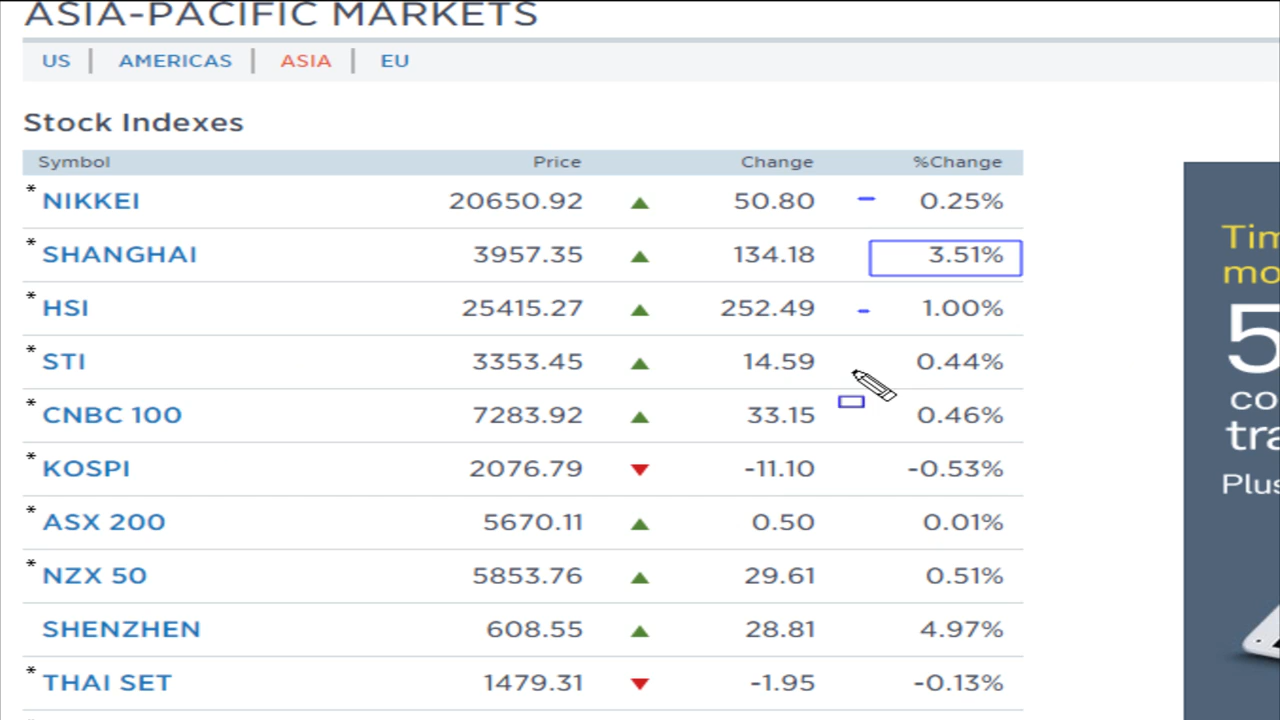 ASIA-PACIFIC MARKETS
US | AMERICAS | ASIA | EU
Stock Indexes
Symbol Price Change %Change
* NIKKEI 20650.92 ▲ 50.80 0.25%
* SHANGHAI 3957.35 ▲ 134.18 3.51%
* HSI 25415.27 ▲ 252.49 1.00%
* STI 3353.45 ▲ 14.59 0.44%
* CNBC 100 7283.92 ▲ 33.15 0.46%
* KOSPI 2076.79 ▼ -11.10 -0.53%
* ASX 200 5670.11 ▲ 0.50 0.01%
* NZX 50 5853.76 ▲ 29.61 0.51%
SHENZHEN 608.55 ▲ 28.81 4.97%
* THAI SET 1479.31 ▼ -1.95 -0.13%
5
co
Plus